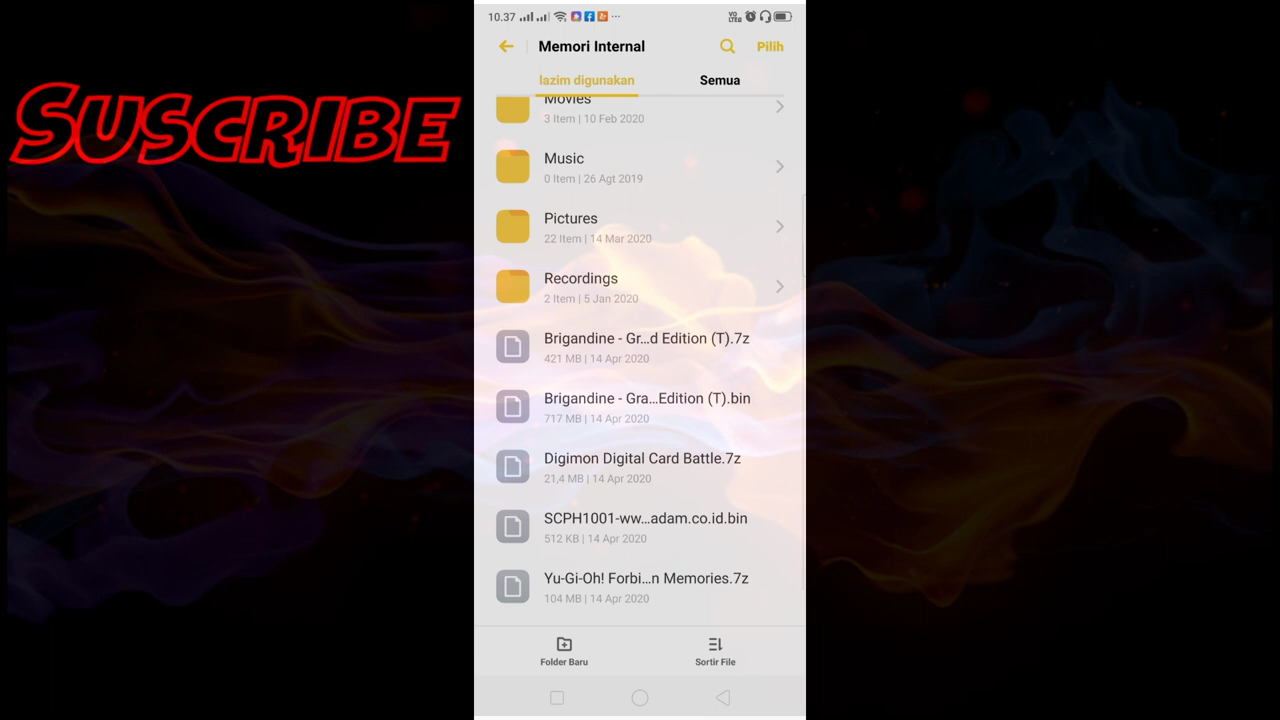 SUSCRIBE
10.37
VO
LTE
Memori Internal
Pilih
lazim digunakan
Semua
Movies
3 Item | 10 Feb 2020
Music
0 Item | 26 Agt 2019
Pictures
22 Item | 14 Mar 2020
Recordings
2 Item | 5 Jan 2020
Brigandine - Gr...d Edition (T).7z
421 MB | 14 Apr 2020
Brigandine - Gra...Edition (T).bin
717 MB | 14 Apr 2020
Digimon Digital Card Battle.7z
21,4 MB | 14 Apr 2020
SCPH1001-ww...adam.co.id.bin
512 KB | 14 Apr 2020
Yu-Gi-Oh! Forbi...n Memories.7z
104 MB | 14 Apr 2020
Folder Baru
Sortir File